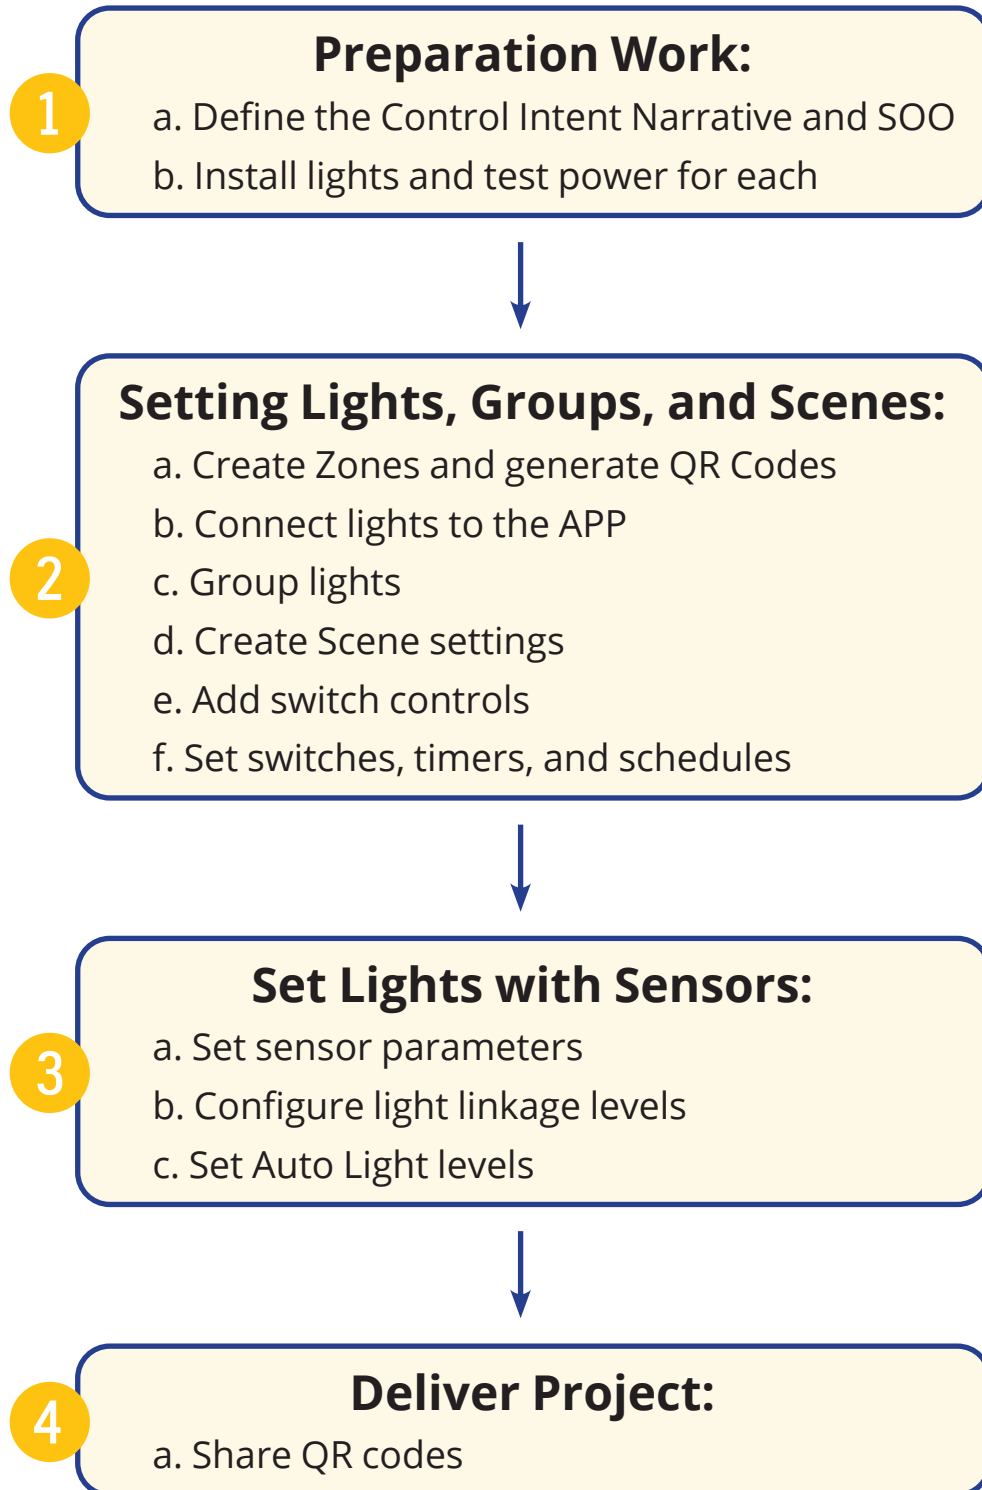 Preparation Work:
1
a. Define the Control Intent Narrative and SOO
b. Install lights and test power for each
Setting Lights, Groups, and Scenes:
a. Create Zones and generate QR Codes
b. Connect lights to the APP
2
c. Group lights
d. Create Scene settings
e. Add switch controls
f. Set switches, timers, and schedules
Set Lights with Sensors:
a. Set sensor parameters
3
b. Configure light linkage levels
c. Set Auto Light levels
Deliver Project:
4
a. Share QR codes